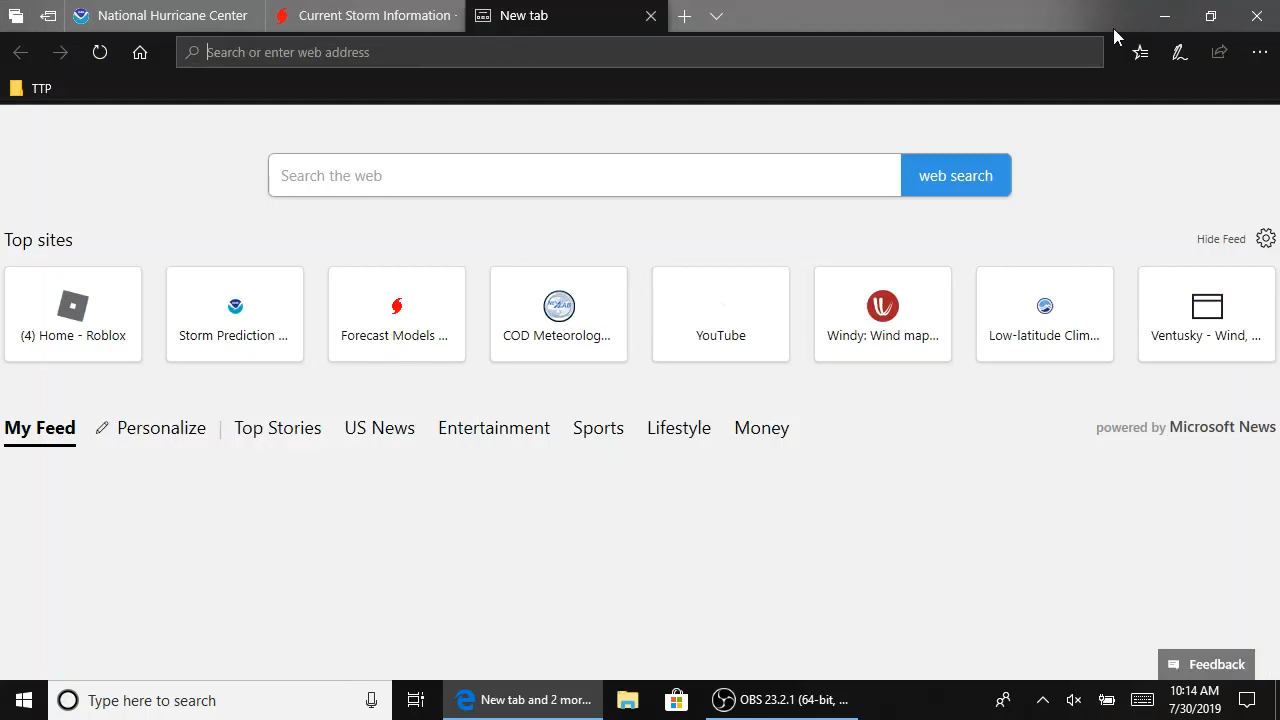 National Hurricane Center
Current Storm Information ·
New tab
Search or enter web address
TTP
Search the web
web search
Top sites
Hide Feed
(4) Home - Roblox
Storm Prediction ...
Forecast Models ...
COD Meteorolog...
YouTube
Windy: Wind map...
Low-latitude Clim...
Ventusky - Wind, ...
My Feed
Personalize
Top Stories
US News
Entertainment
Sports
Lifestyle
Money
powered by Microsoft News
Feedback
Type here to search
New tab and 2 mor...
OBS 23.2.1 (64-bit, ...
10:14 AM
7/30/2019